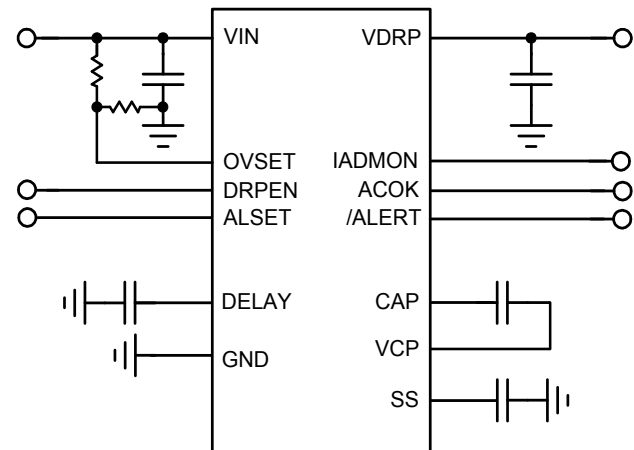 VIN
VDRP
OVSET
IADMON
DRPEN
ACOK
ALSET
/ALERT
DELAY
CAP
GND
VCP
SS